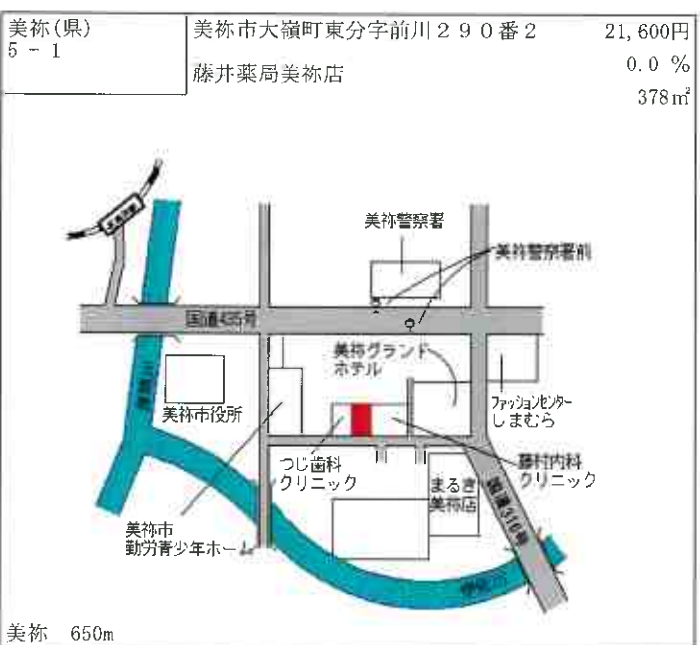 美祢(県)
5 - 1
美祢市大嶺町東分字前川290番2
藤井薬局美祢店
21,600円
0.0 %
378㎡
美祢警察署
美祢警察署前
国道435号
美祢グランド
ホテル
美祢市役所
ファッションセンター
しまむら
つじ歯科
クリニック
藤村内科
クリニック
まるき
美祢店
国道316号
美祢市
勤労青少年ホーム
美祢 650m